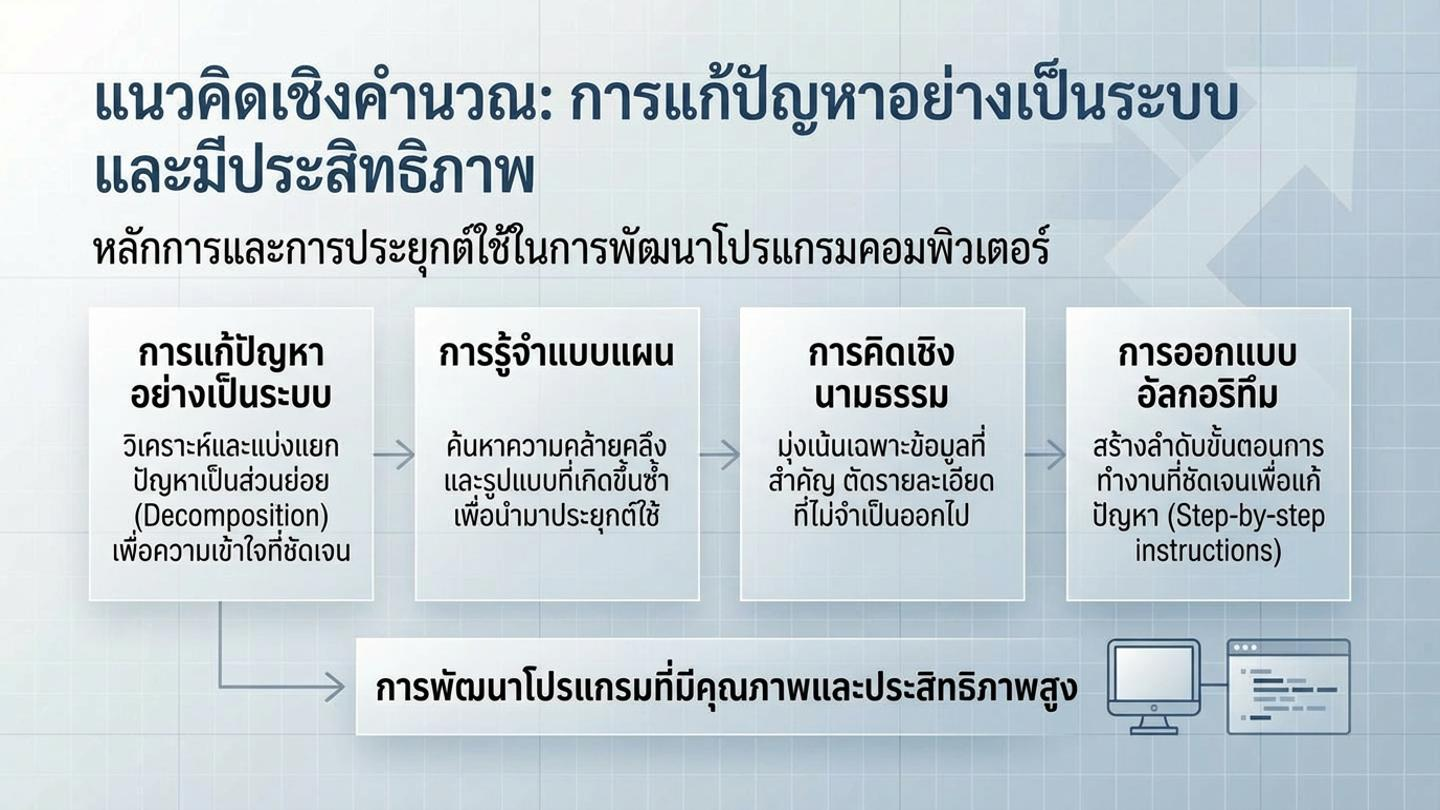 แนวคิดเชิงคำนวณ: การแก้ปัญหาอย่างเป็นระบบ
และมีประสิทธิภาพ
หลักการและการประยุกต์ใช้ในการพัฒนาโปรแกรมคอมพิวเตอร์
การแก้ปัญหา
อย่างเป็นระบบ
วิเคราะห์และแบ่งแยก
ปัญหาเป็นส่วนย่อย
(Decomposition)
เพื่อความเข้าใจที่ชัดเจน
การรู้จำแบบแผน
ค้นหาความคล้ายคลึง
และรูปแบบที่เกิดขึ้นซ้ำ
เพื่อนำมาประยุกต์ใช้
การคิดเชิง
นามธรรม
มุ่งเน้นเฉพาะข้อมูลที่
สำคัญ ตัดรายละเอียด
ที่ไม่จำเป็นออกไป
การออกแบบ
อัลกอริทึม
สร้างลำดับขั้นตอนการ
ทำงานที่ชัดเจนเพื่อแก้
ปัญหา (Step-by-step
instructions)
การพัฒนาโปรแกรมที่มีคุณภาพและประสิทธิภาพสูง